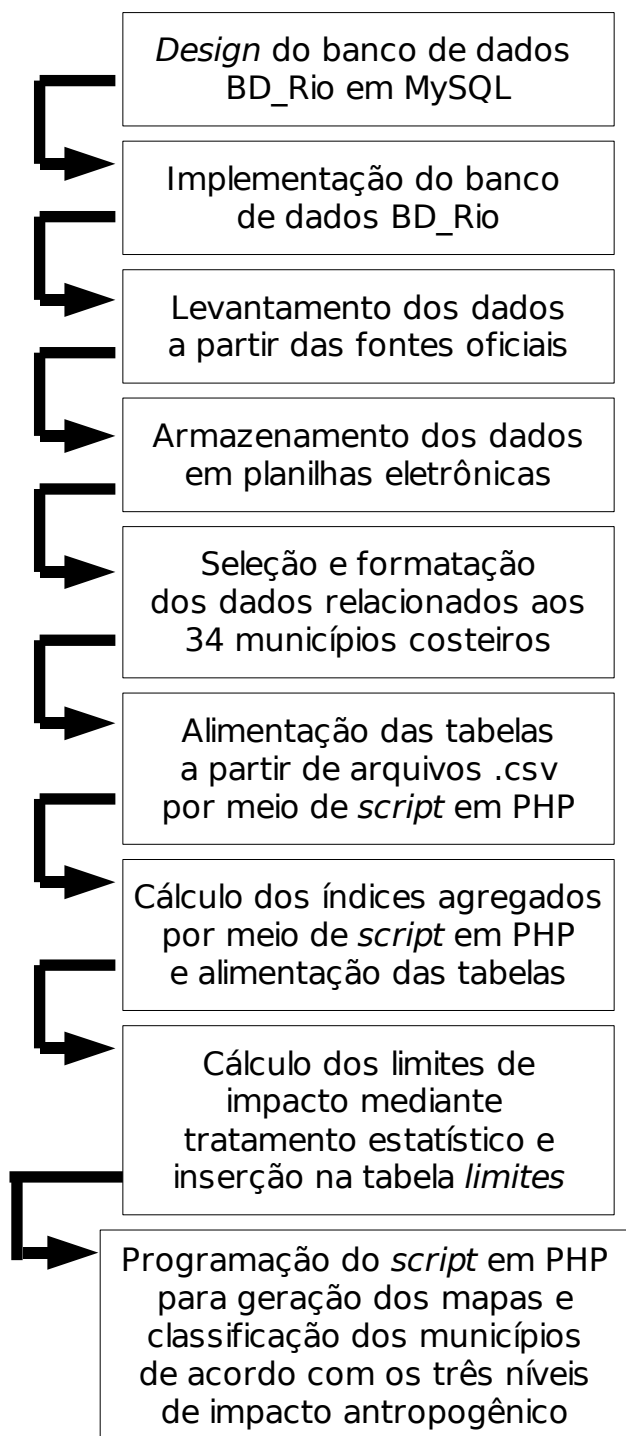 Design do banco de dados
BD_Rio em MySQL
Implementação do banco
de dados BD_Rio
Levantamento dos dados
a partir das fontes oficiais
Armazenamento dos dados
em planilhas eletrônicas
Seleção e formatação
dos dados relacionados aos
34 municípios costeiros
Alimentação das tabelas
a partir de arquivos .csv
por meio de script em PHP
Cálculo dos índices agregados
por meio de script em PHP
e alimentação das tabelas
Cálculo dos limites de
impacto mediante
tratamento estatístico e
inserção na tabela limites
Programação do script em PHP
para geração dos mapas e
classificação dos municípios
de acordo com os três níveis
de impacto antropogênico